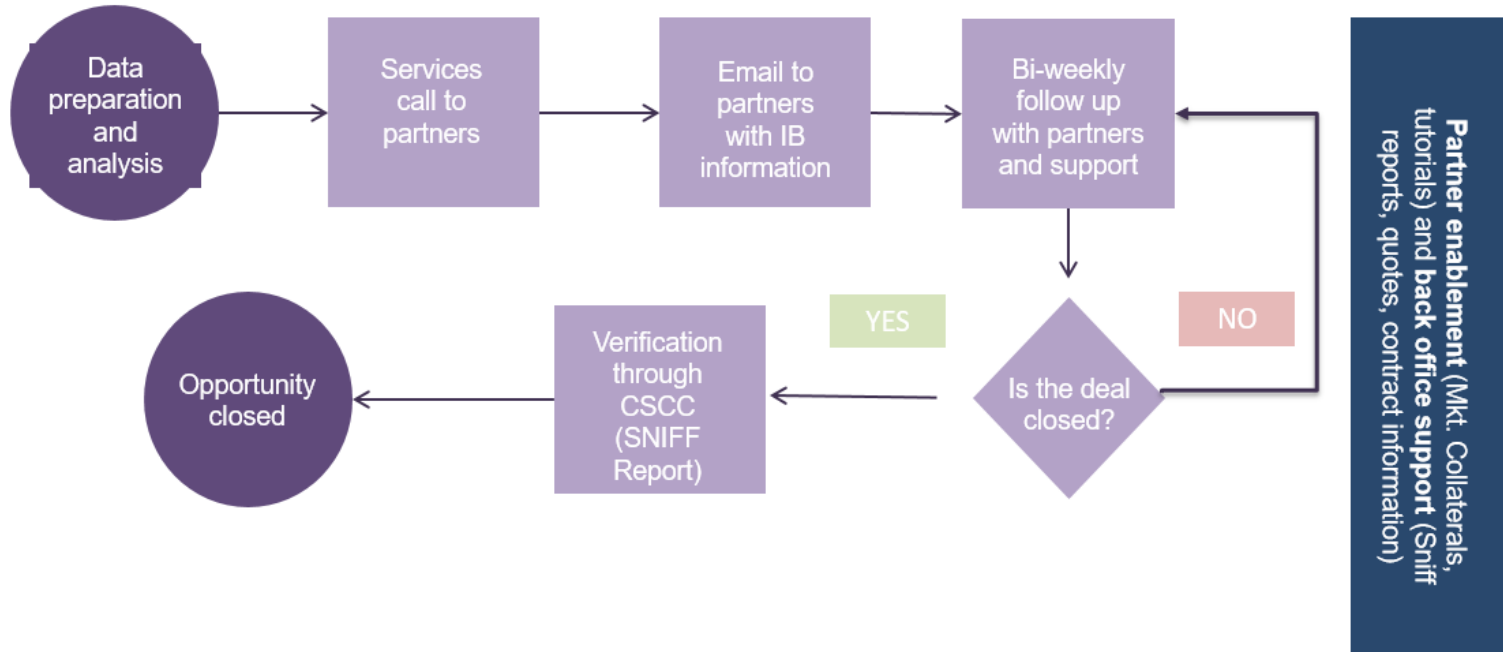 Data
preparation
and
analysis
Services
call to
partners
Email to
partners
with IB
information
Bi-weekly
follow up
with partners
and support
YES
NO
Is the deal
closed?
Verification
through
CSCC
(SNIFF
Report)
Opportunity
closed
Partner enablement (Mkt. Collaterals,
tutorials) and back office support (Sniff
reports, quotes, contract information)